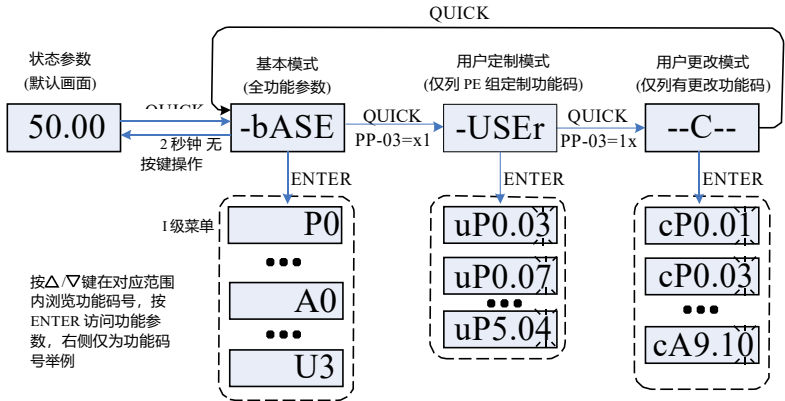 QUICK
状态参数
(默认画面)
基本模式
(全功能参数)
用户定制模式
(仅列 PE 组定制功能码)
用户更改模式
(仅列有更改功能码)
50.00
QUICK
2 秒钟 无
按键操作
-bASE
QUICK
PP-03=x1
-USEr
QUICK
PP-03=1x
--C--
ENTER
ENTER
ENTER
I 级菜单
P0
•••
A0
•••
U3
uP0.03
uP0.07
•••
uP5.04
cP0.01
cP0.03
•••
cA9.10
按△/▽键在对应范围
内浏览功能码号，按
ENTER 访问功能参
数，右侧仅为功能码
号举例